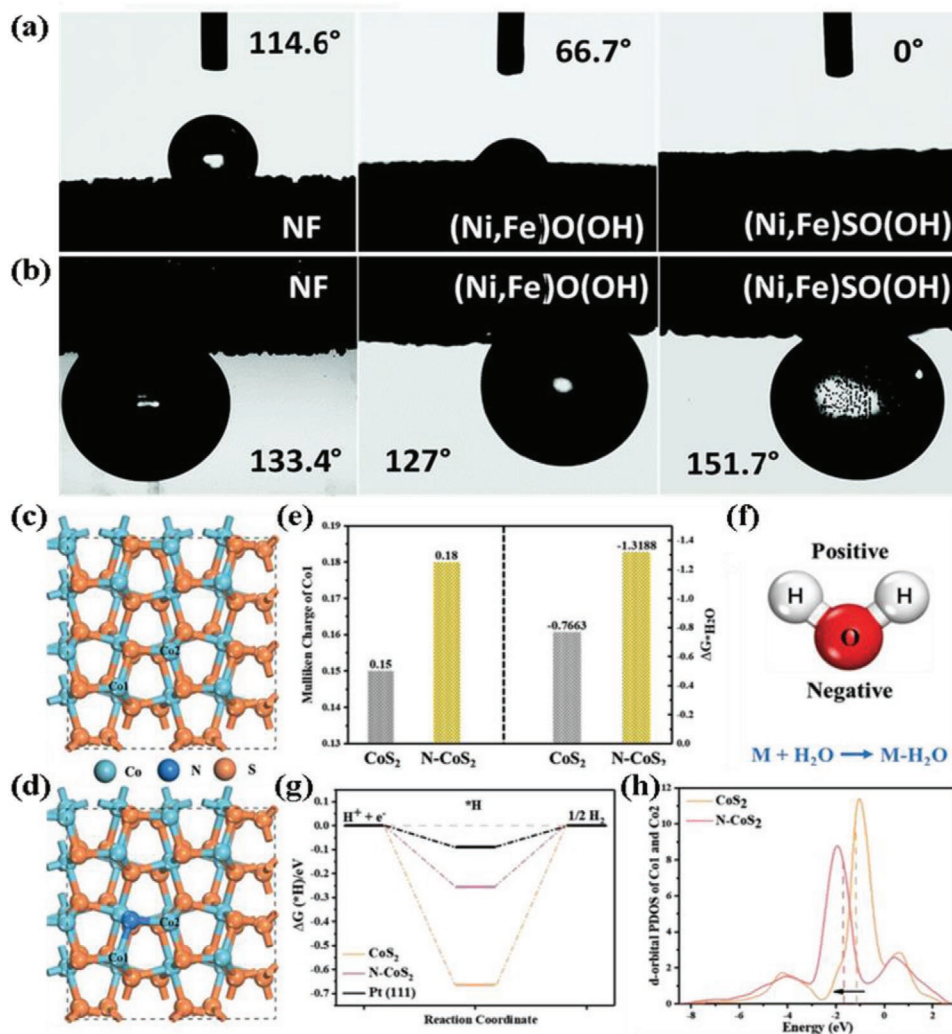 (a)
114.6°
66.7°
0°
NF
(Ni,Fe)O(OH)
(Ni,Fe)SO(OH)
(b)
NF
(Ni,Fe)O(OH)
(Ni,Fe)SO(OH)
133.4°
127°
151.7°
(c)
Co2
Co1
Co
N
S
(d)
Co2
Co1
(e)
Mulliken Charge of Co1
0.19
0.18
0.17
0.16
0.15
0.14
0.13
0.15
0.18
-0.7663
-1.3188
CoS₂
N-CoS₂
CoS₂
N-CoS₂
-1.4
-1.2
-1.0
-0.8
-0.6
-0.4
-0.2
0.0
ΔG*H₂O
(f)
Positive
H
H
O
Negative
M + H₂O → M-H₂O
(g)
ΔG (*H)/eV
0.1
0.0
-0.1
-0.2
-0.3
-0.4
-0.5
-0.6
-0.7
H⁺ + e⁻
*H
1/2 H₂
CoS₂
N-CoS₂
Pt (111)
Reaction Coordinate
(h)
d-orbital PDOS of Co1 and Co2
12
10
8
6
4
2
0
CoS₂
N-CoS₂
-8
-6
-4
-2
0
2
Energy (eV)